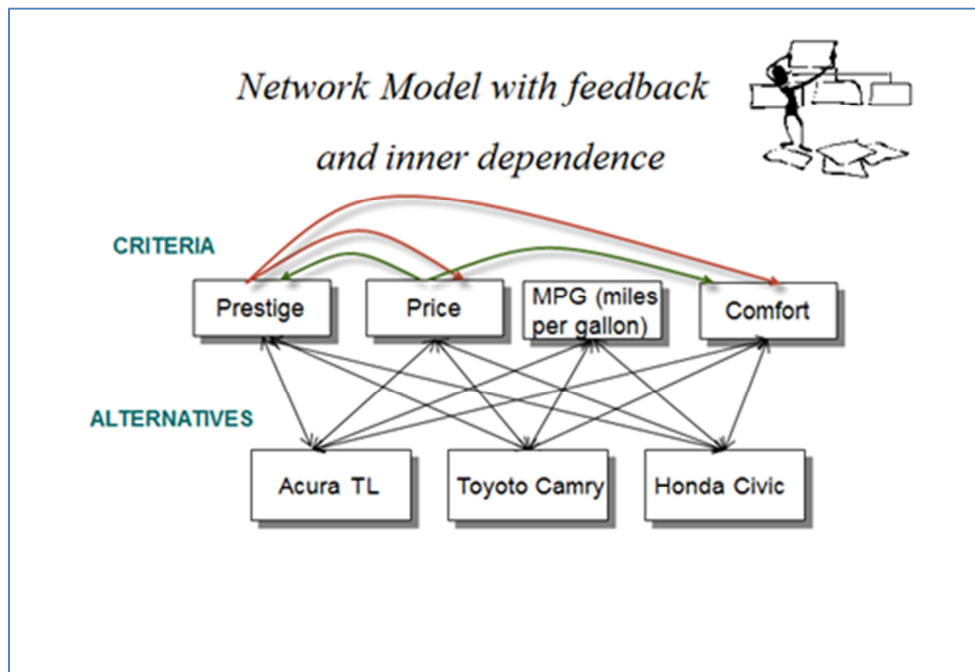 Network Model with feedback
and inner dependence
CRITERIA
Prestige
Price
MPG (miles
per gallon)
Comfort
ALTERNATIVES
Acura TL
Toyoto Camry
Honda Civic